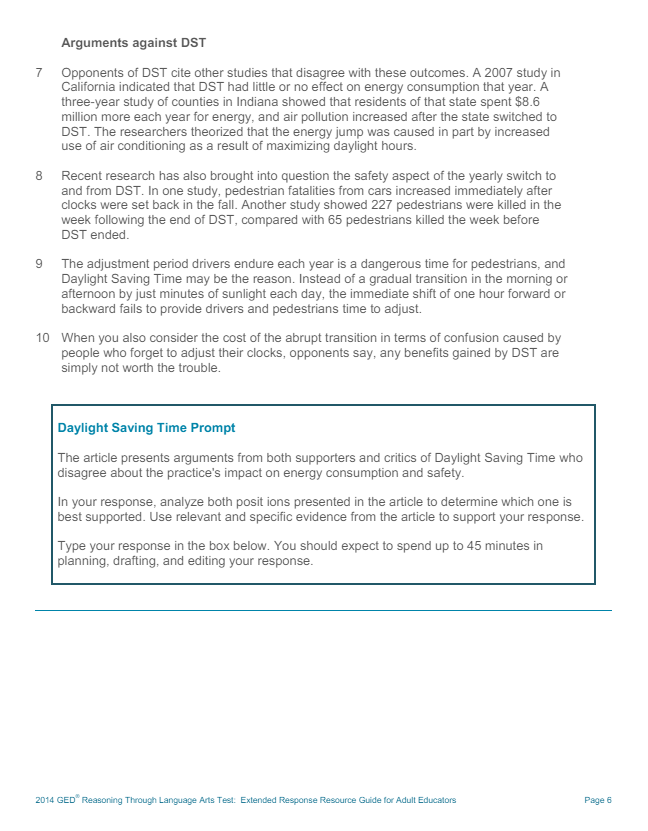 Arguments against DST
7 Opponents of DST cite other studies that disagree with these outcomes. A 2007 study in
California indicated that DST had little or no effect on energy consumption that year. A
three-year study of counties in Indiana showed that residents of that state spent $8.6
million more each year for energy, and air pollution increased after the state switched to
DST. The researchers theorized that the energy jump was caused in part by increased
use of air conditioning as a result of maximizing daylight hours.
8 Recent research has also brought into question the safety aspect of the yearly switch to
and from DST. In one study, pedestrian fatalities from cars increased immediately after
clocks were set back in the fall. Another study showed 227 pedestrians were killed in the
week following the end of DST, compared with 65 pedestrians killed the week before
DST ended.
9 The adjustment period drivers endure each year is a dangerous time for pedestrians, and
Daylight Saving Time may be the reason. Instead of a gradual transition in the morning or
afternoon by just minutes of sunlight each day, the immediate shift of one hour forward or
backward fails to provide drivers and pedestrians time to adjust.
10 When you also consider the cost of the abrupt transition in terms of confusion caused by
people who forget to adjust their clocks, opponents say, any benefits gained by DST are
simply not worth the trouble.
Daylight Saving Time Prompt
The article presents arguments from both supporters and critics of Daylight Saving Time who
disagree about the practice's impact on energy consumption and safety.
In your response, analyze both posit ions presented in the article to determine which one is
best supported. Use relevant and specific evidence from the article to support your response.
Type your response in the box below. You should expect to spend up to 45 minutes in
planning, drafting, and editing your response.
2014 GED® Reasoning Through Language Arts Test: Extended Response Resource Guide for Adult Educators Page 6